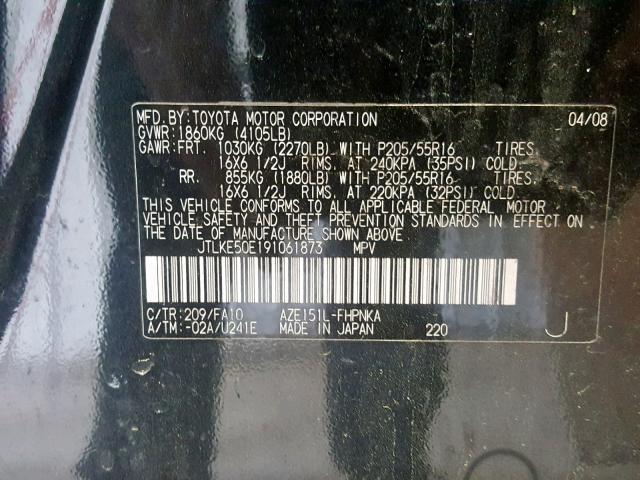 MFD. BY: TOYOTA MOTOR CORPORATION 04/08
GVWR: 1860KG (4105LB)
GAWR: FRT. 1030KG (2270LB) WITH P205/55R16 TIRES,
16X6 1/2J RIMS, AT 240KPA (35PSI) COLD
RR. 855KG (1880LB) WITH P205/55R16 TIRES,
16X6 1/2J RIMS, AT 220KPA (32PSI) COLD
THIS VEHICLE CONFORMS TO ALL APPLICABLE FEDERAL MOTOR
VEHICLE SAFETY AND THEFT PREVENTION STANDARDS IN EFFECT ON
THE DATE OF MANUFACTURE SHOWN ABOVE.
JTLKE50E191061873 MPV
C/TR: 209/FA10 AZE151L-FHPNKA
A/TM: -02A/U241E MADE IN JAPAN 220 J